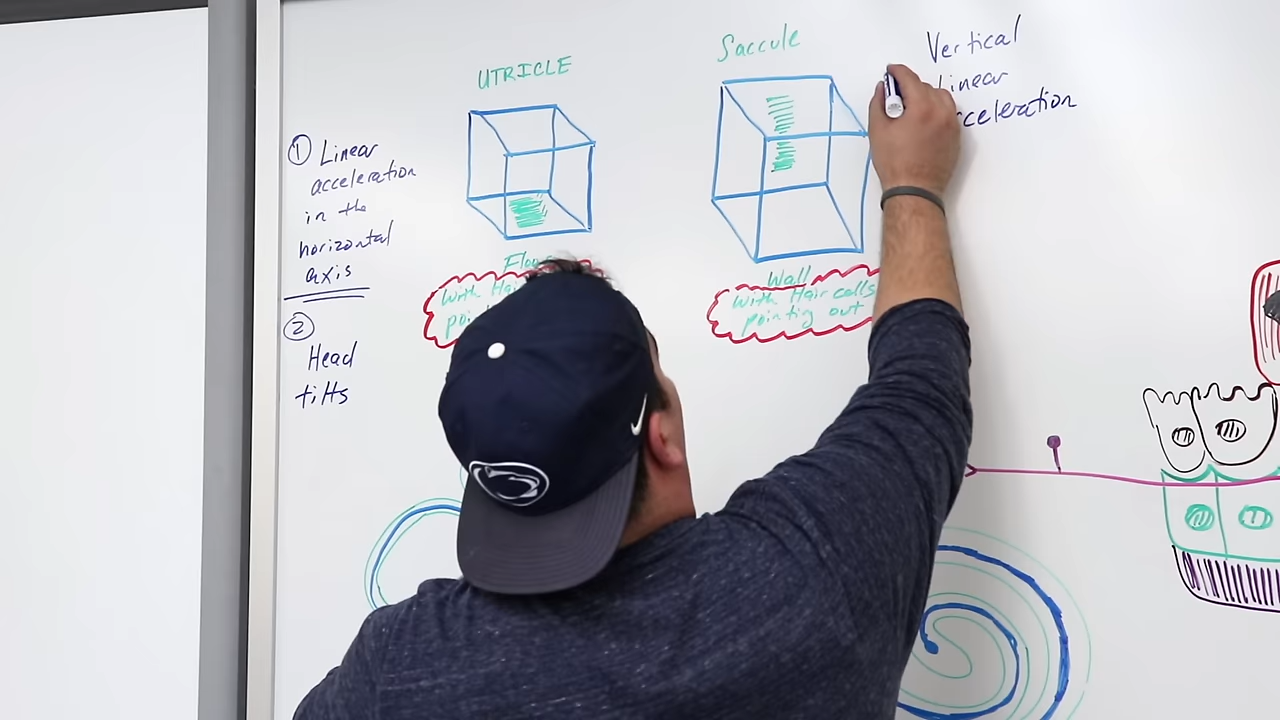 UTRICLE
Saccule
Vertical
Linear
acceleration
① Linear
acceleration
in the
horizontal
axis
② Head
tilts
With
Wall
With Hair cells
pointing out